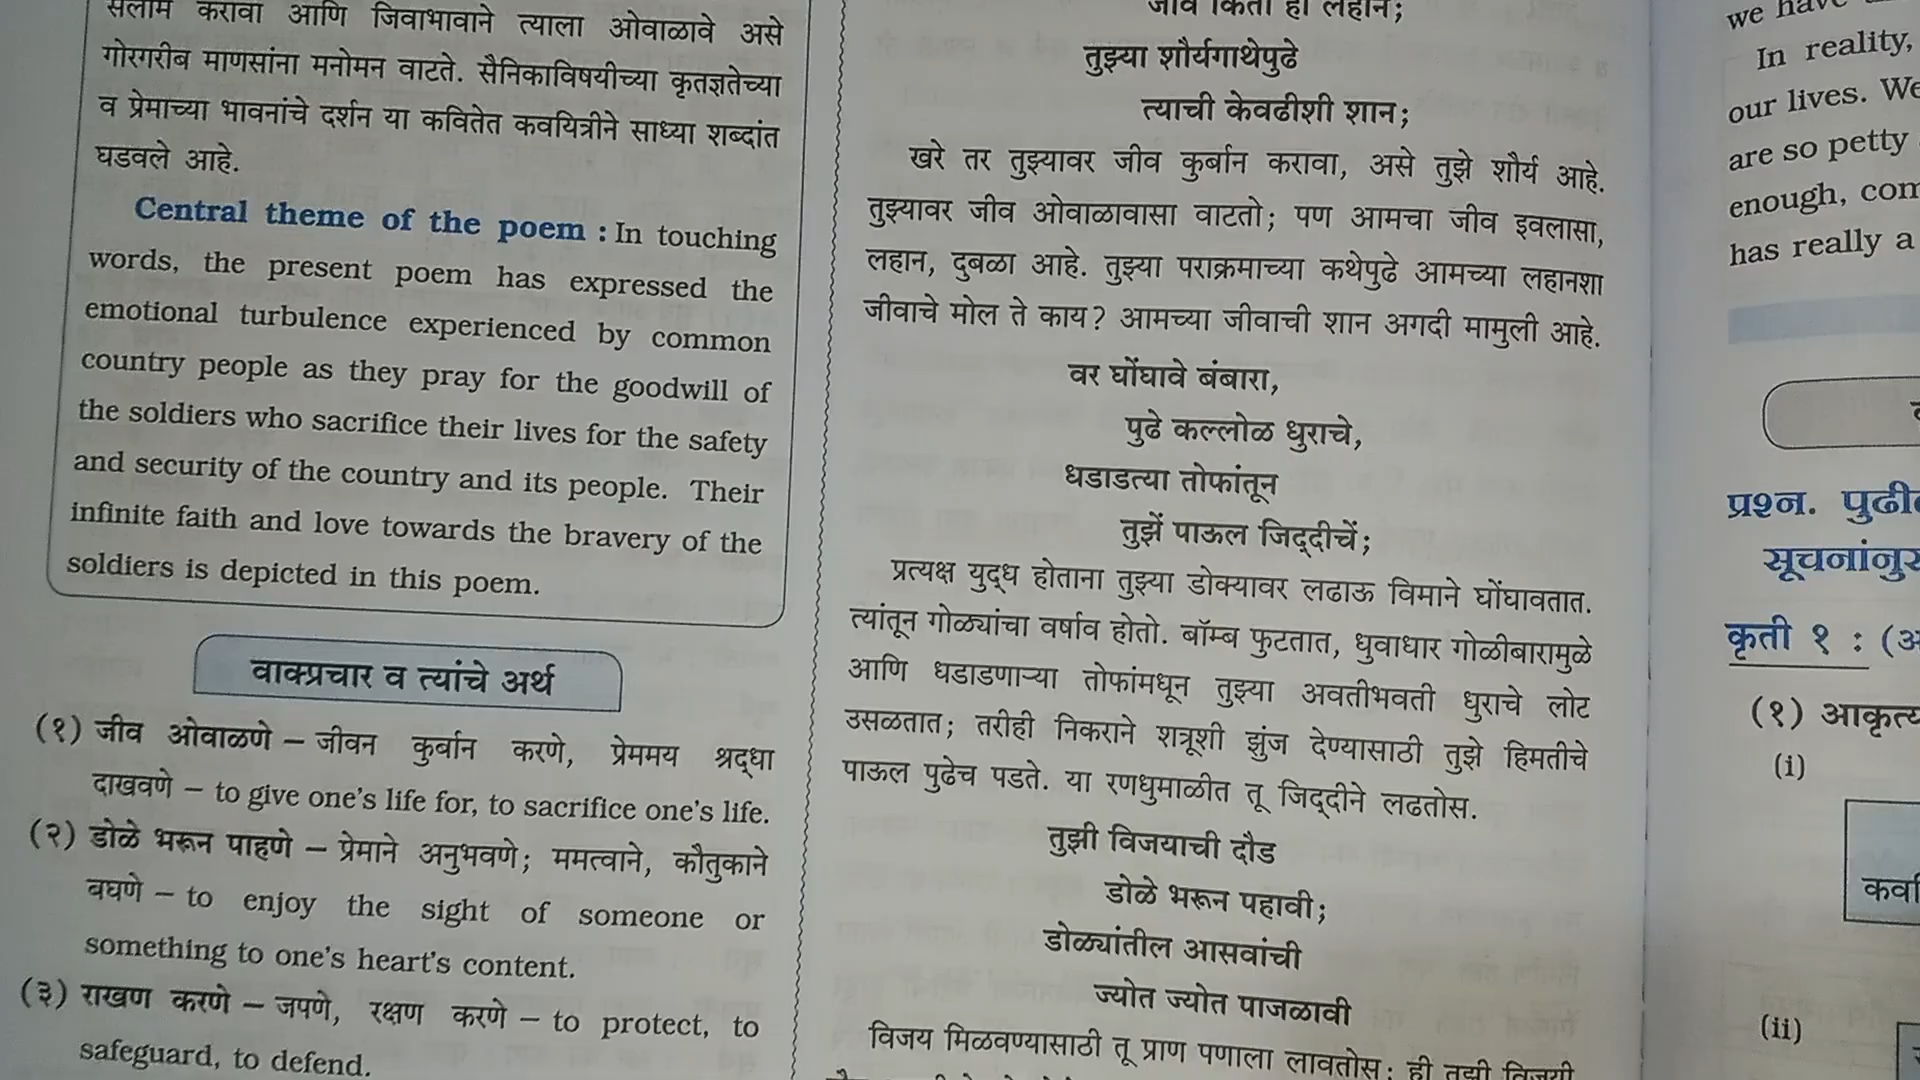 सलाम करावा आणि जिवाभावाने त्याला ओवाळावे असे
गोरगरीब माणसांना मनोमन वाटते. सैनिकाविषयीच्या कृतज्ञतेच्या
व प्रेमाच्या भावनांचे दर्शन या कवितेत कवयित्रीने साध्या शब्दांत
घडवले आहे.
Central theme of the poem : In touching
words, the present poem has expressed the
emotional turbulence experienced by common
country people as they pray for the goodwill of
the soldiers who sacrifice their lives for the safety
and security of the country and its people. Their
infinite faith and love towards the bravery of the
soldiers is depicted in this poem.
वाक्प्रचार व त्यांचे अर्थ
(१) जीव ओवाळणे – जीवन कुर्बान करणे, प्रेममय श्रद्धा
दाखवणे – to give one's life for, to sacrifice one's life.
(२) डोळे भरून पाहणे – प्रेमाने अनुभवणे; ममत्वाने, कौतुकाने
बघणे – to enjoy the sight of someone or
something to one's heart's content.
(३) राखण करणे – जपणे, रक्षण करणे – to protect, to
safeguard, to defend.
जीव किती हा लहान;
तुझ्या शौर्यगाथेपुढे
त्याची केवढीशी शान;
खरे तर तुझ्यावर जीव कुर्बान करावा, असे तुझे शौर्य आहे.
तुझ्यावर जीव ओवाळावासा वाटतो; पण आमचा जीव इवलासा,
लहान, दुबळा आहे. तुझ्या पराक्रमाच्या कथेपुढे आमच्या लहानशा
जीवाचे मोल ते काय? आमच्या जीवाची शान अगदी मामुली आहे.
वर घोंघावे बंबारा,
पुढे कल्लोळ धुराचे,
धडाडत्या तोफांतून
तुझें पाऊल जिद्दीचें;
प्रत्यक्ष युद्ध होताना तुझ्या डोक्यावर लढाऊ विमाने घोंघावतात.
त्यांतून गोळ्यांचा वर्षाव होतो. बॉम्ब फुटतात, धुवाधार गोळीबारामुळे
आणि धडाडणाऱ्या तोफांमधून तुझ्या अवतीभवती धुराचे लोट
उसळतात; तरीही निकराने शत्रूशी झुंज देण्यासाठी तुझे हिमतीचे
पाऊल पुढेच पडते. या रणधुमाळीत तू जिद्दीने लढतोस.
तुझी विजयाची दौड
डोळे भरून पहावी;
डोळ्यांतील आसवांची
ज्योत ज्योत पाजळावी
विजय मिळवण्यासाठी तू प्राण पणाला लावतोस; ही तुझी विजयी
we have
In reality,
our lives. We
are so petty
enough, com
has really a
प्रश्न. पुढील
सूचनांनुस
कृती १ : (अ
(१) आकृत्य
(i)
कवि
(ii)